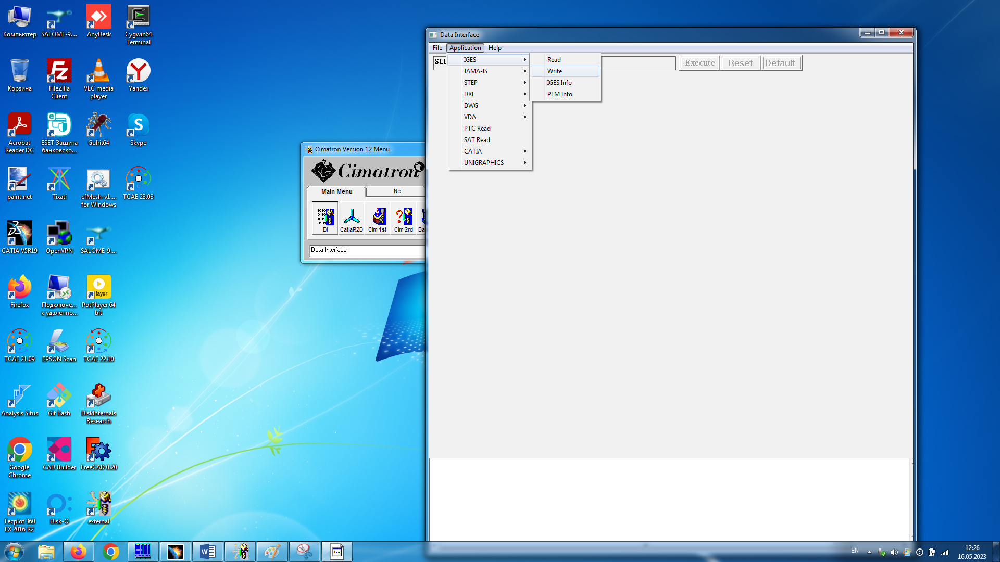 Компьютер
SALOME-9....
AnyDesk
Cygwin64
Terminal
Корзина
FileZilla
Client
VLC media
player
Yandex
Acrobat
Reader DC
ESET Защита
банковско...
GuIrit64
Skype
paint.net
Tixati
cfMesh-v1....
for Windows
TCAE 23.03
CATIA V5R19
OpenVPN
SALOME-9....
Firefox
Подключе...
к удаленно...
Player
PotPlayer 64
bit
TCAE 21.09
EPSON Scan
TCAE 22.10
Analysis Situs
Git Bash
DiskInternals
Research
Google
Chrome
CAD Builder
FreeCAD 0.20
Tecplot 360
EX 2016 R2
Disk-O
external
Cimatron Version 12 Menu
Cimatron it
Main Menu
Nc
DI
CatiaR2D
Cim 1st
Cim 2rd
Ba
Data Interface
Data Interface
File
Application
Help
SEL
Execute
Reset
Default
IGES
JAMA-IS
STEP
DXF
DWG
VDA
PTC Read
SAT Read
CATIA
UNIGRAPHICS
Read
Write
IGES Info
PFM Info
EN
12:26
16.05.2023